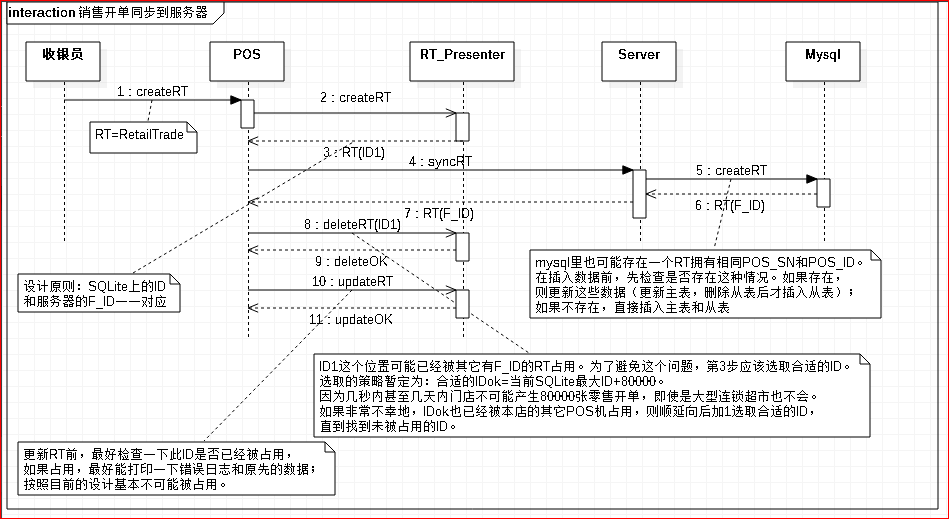 interaction 销售开单同步到服务器
收银员
POS
RT_Presenter
Server
Mysql
1 : createRT
2 : createRT
RT=RetailTrade
3 : RT(ID1)
4 : syncRT
5 : createRT
6 : RT(F_ID)
7 : RT(F_ID)
8 : deleteRT(ID1)
9 : deleteOK
10 : updateRT
11 : updateOK
mysql里也可能存在一个RT拥有相同POS_SN和POS_ID。
在插入数据前，先检查是否存在这种情况。如果存在，
则更新这些数据（更新主表，删除从表后才插入从表）；
如果不存在，直接插入主表和从表
设计原则：SQLite上的ID
和服务器的F_ID一一对应
ID1这个位置可能已经被其它有F_ID的RT占用。为了避免这个问题，第3步应该选取合适的ID。
选取的策略暂定为：合适的IDok=当前SQLite最大ID+80000。
因为几秒内甚至几天内门店不可能产生80000张零售开单，即使是大型连锁超市也不会。
如果非常不幸地，IDok也已经被本店的其它POS机占用，则顺延向后加1选取合适的ID，
直到找到未被占用的ID。
更新RT前，最好检查一下此ID是否已经被占用，
如果占用，最好能打印一下错误日志和原先的数据；
按照目前的设计基本不可能被占用。